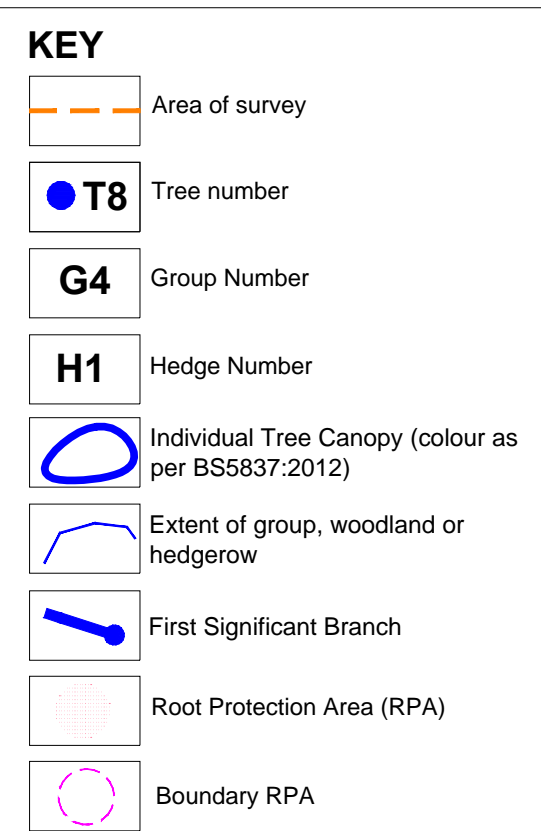 KEY
Area of survey
T8 Tree number
G4 Group Number
H1 Hedge Number
Individual Tree Canopy (colour as
per BS5837:2012)
Extent of group, woodland or
hedgerow
First Significant Branch
Root Protection Area (RPA)
Boundary RPA